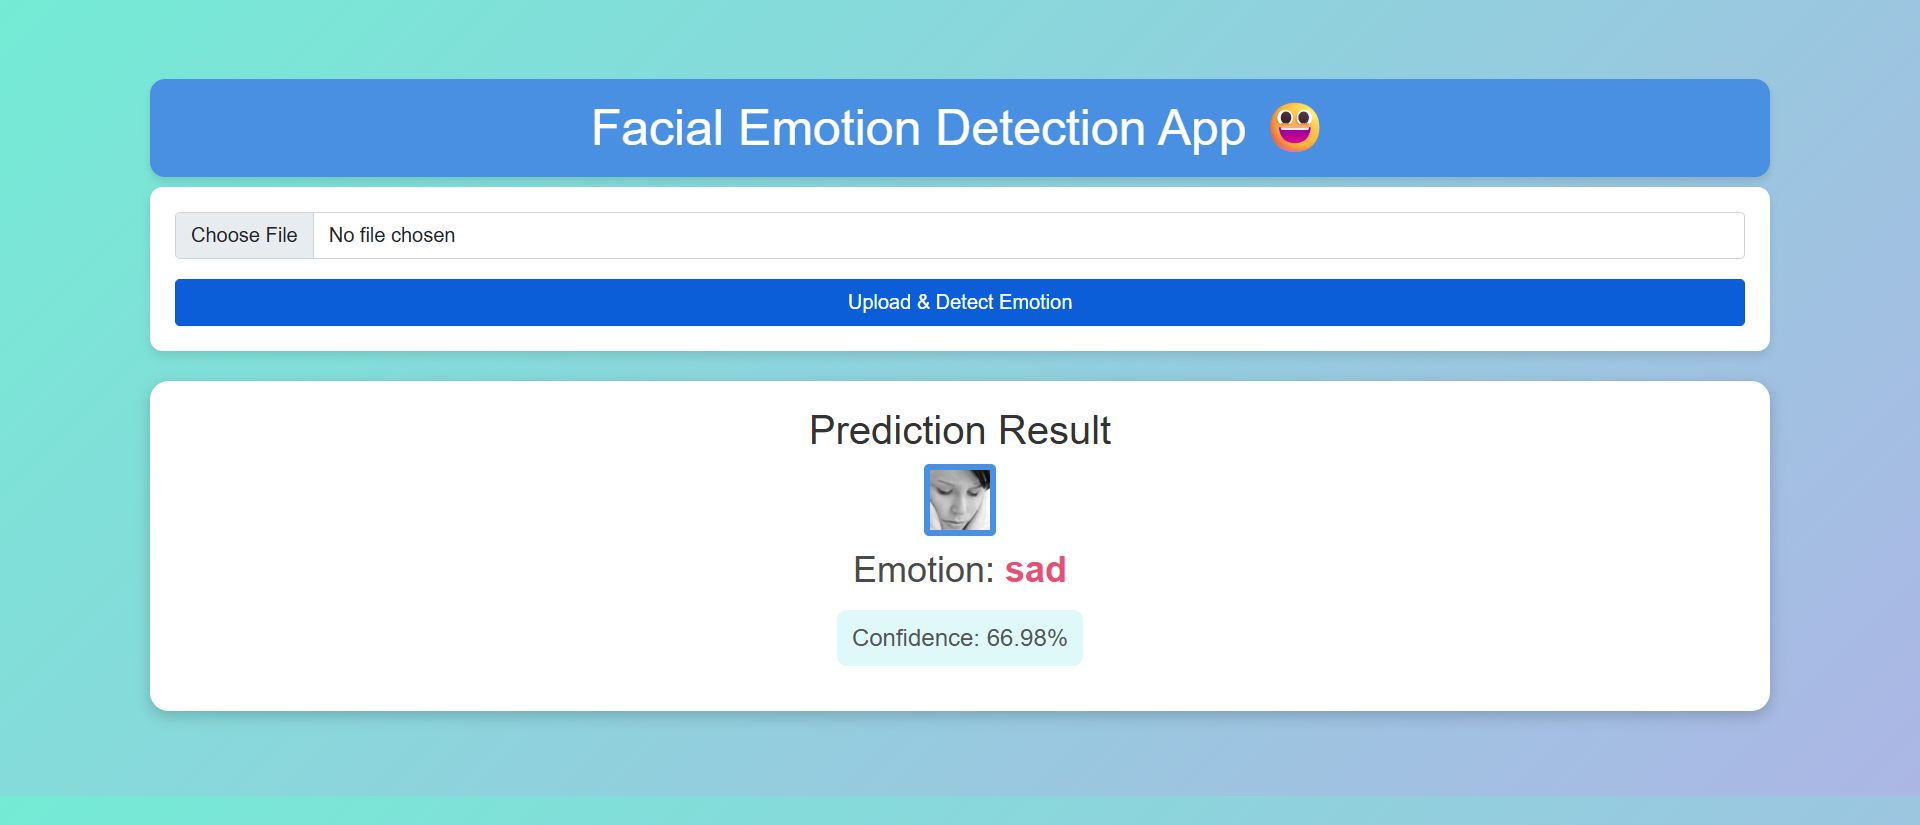 Facial Emotion Detection App 😃
Choose File No file chosen
Upload & Detect Emotion
Prediction Result
Emotion: sad
Confidence: 66.98%